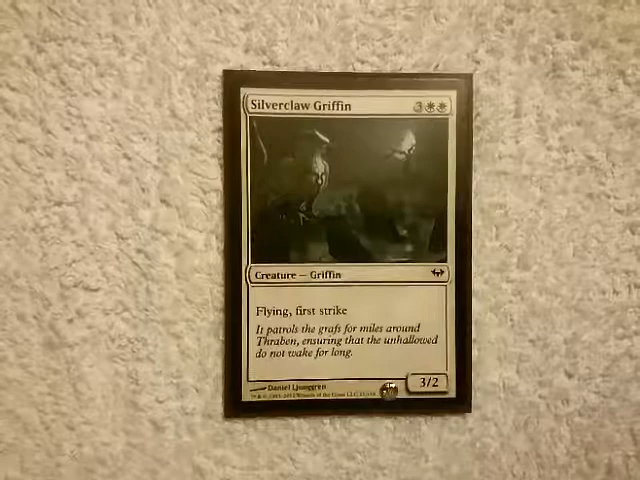 Silverclaw Griffin 3
Creature — Griffin
Flying, first strike
It patrols the grafs for miles around
Thraben, ensuring that the unhallowed
do not wake for long.
Daniel Ljunggren
3/2